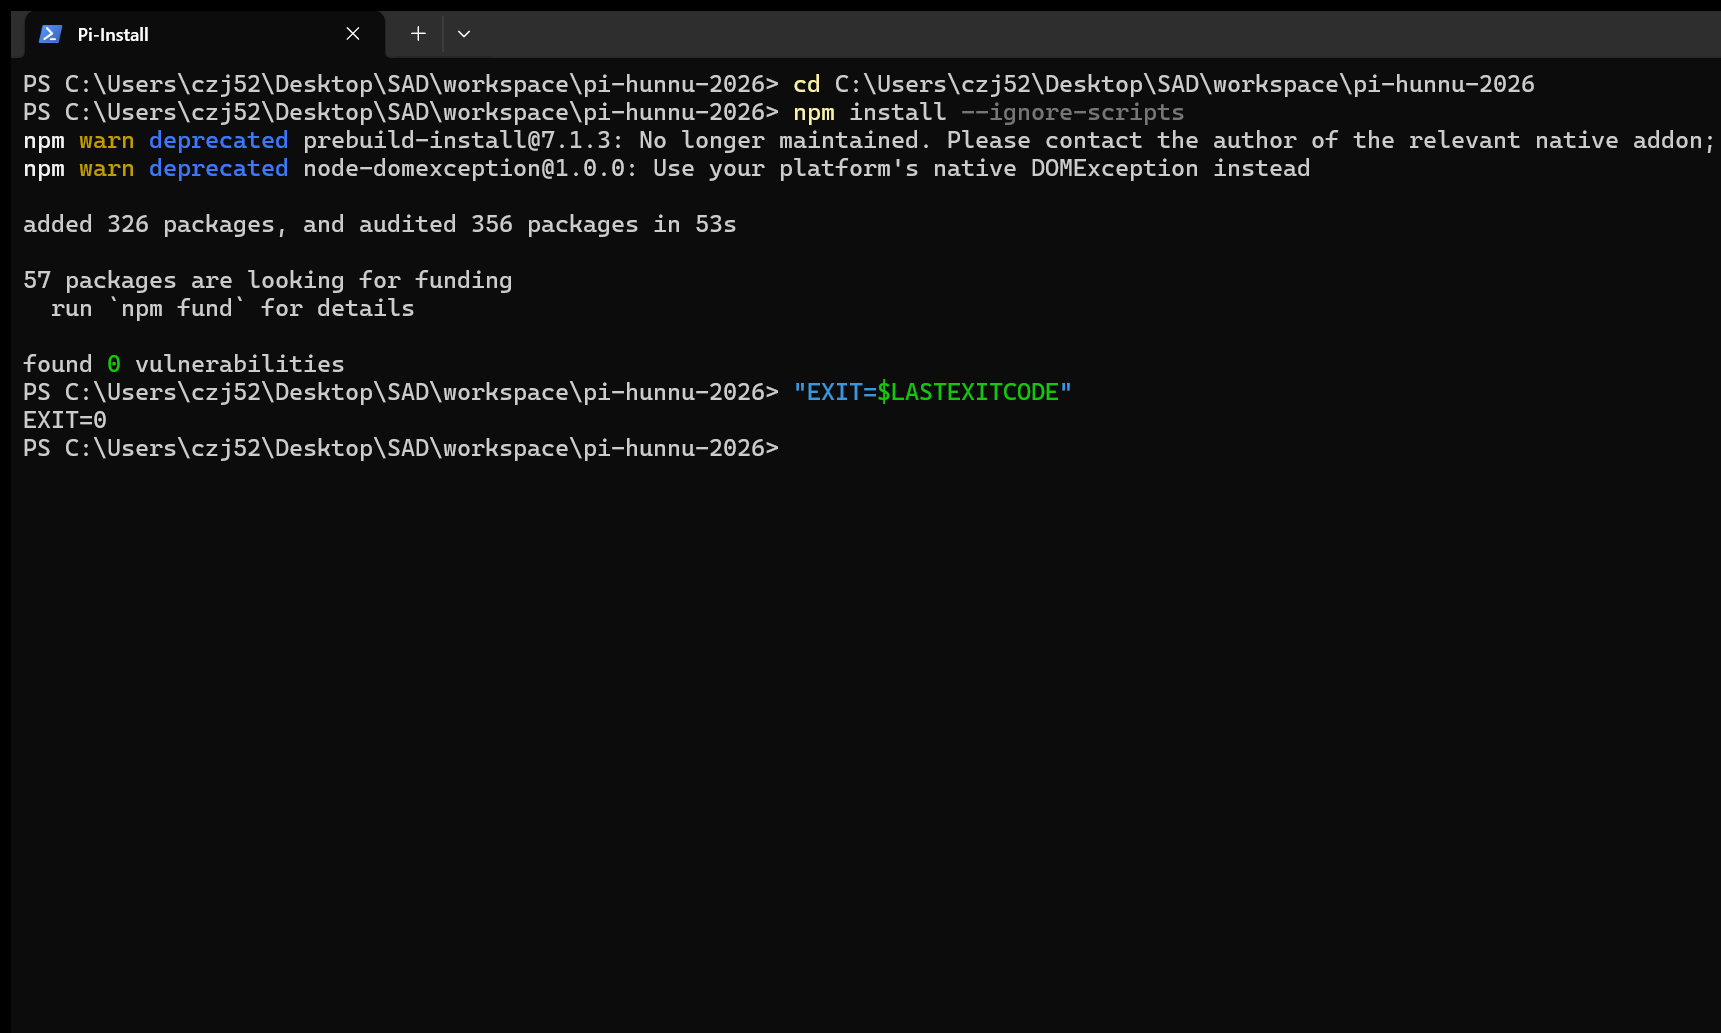 Pi-Install
PS C:\Users\czj52\Desktop\SAD\workspace\pi-hunnu-2026> cd C:\Users\czj52\Desktop\SAD\workspace\pi-hunnu-2026
PS C:\Users\czj52\Desktop\SAD\workspace\pi-hunnu-2026> npm install --ignore-scripts
npm warn deprecated prebuild-install@7.1.3: No longer maintained. Please contact the author of the relevant native addon;
npm warn deprecated node-domexception@1.0.0: Use your platform's native DOMException instead
added 326 packages, and audited 356 packages in 53s
57 packages are looking for funding
  run `npm fund` for details
found 0 vulnerabilities
PS C:\Users\czj52\Desktop\SAD\workspace\pi-hunnu-2026> "EXIT=$LASTEXITCODE"
EXIT=0
PS C:\Users\czj52\Desktop\SAD\workspace\pi-hunnu-2026>